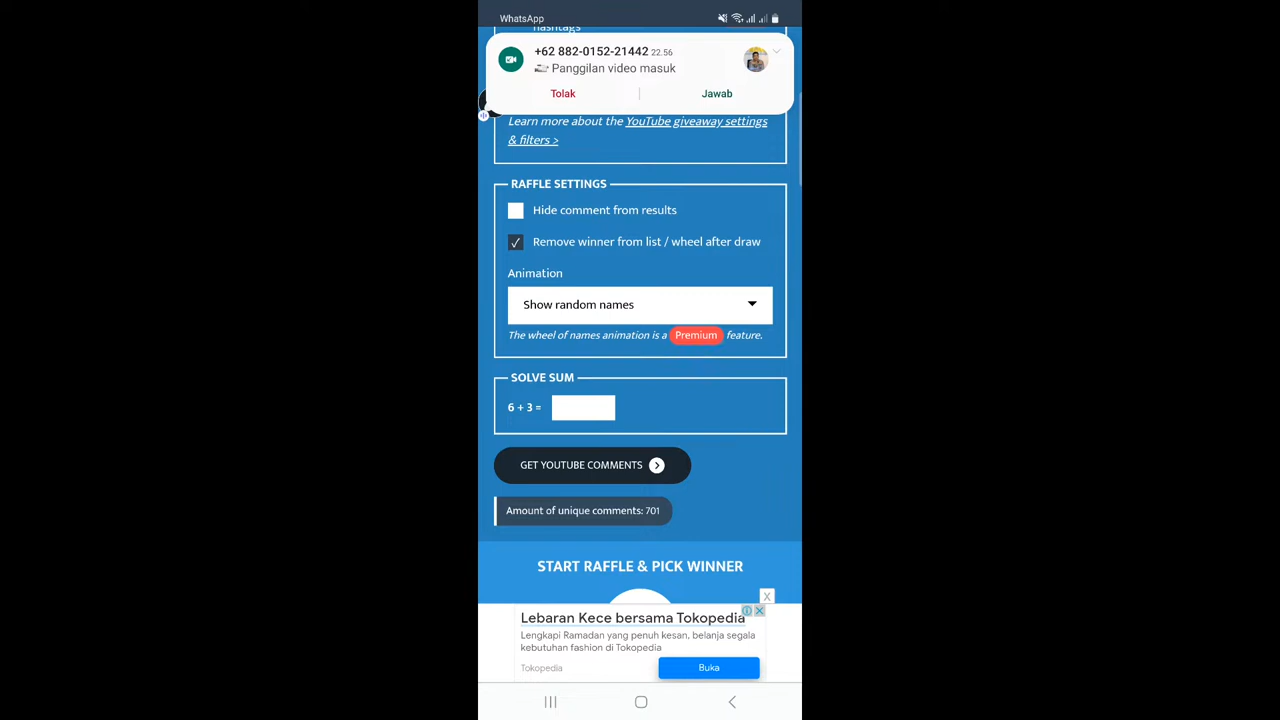 WhatsApp
hashtags
+62 882-0152-21442 22.56
Panggilan video masuk
Tolak
Jawab
Learn more about the YouTube giveaway settings
& filters >
RAFFLE SETTINGS
Hide comment from results
Remove winner from list / wheel after draw
Animation
Show random names
The wheel of names animation is a Premium feature.
SOLVE SUM
6 + 3 =
GET YOUTUBE COMMENTS
Amount of unique comments: 701
START RAFFLE & PICK WINNER
X
Lebaran Kece bersama Tokopedia
Lengkapi Ramadan yang penuh kesan, belanja segala
kebutuhan fashion di Tokopedia
Tokopedia
Buka